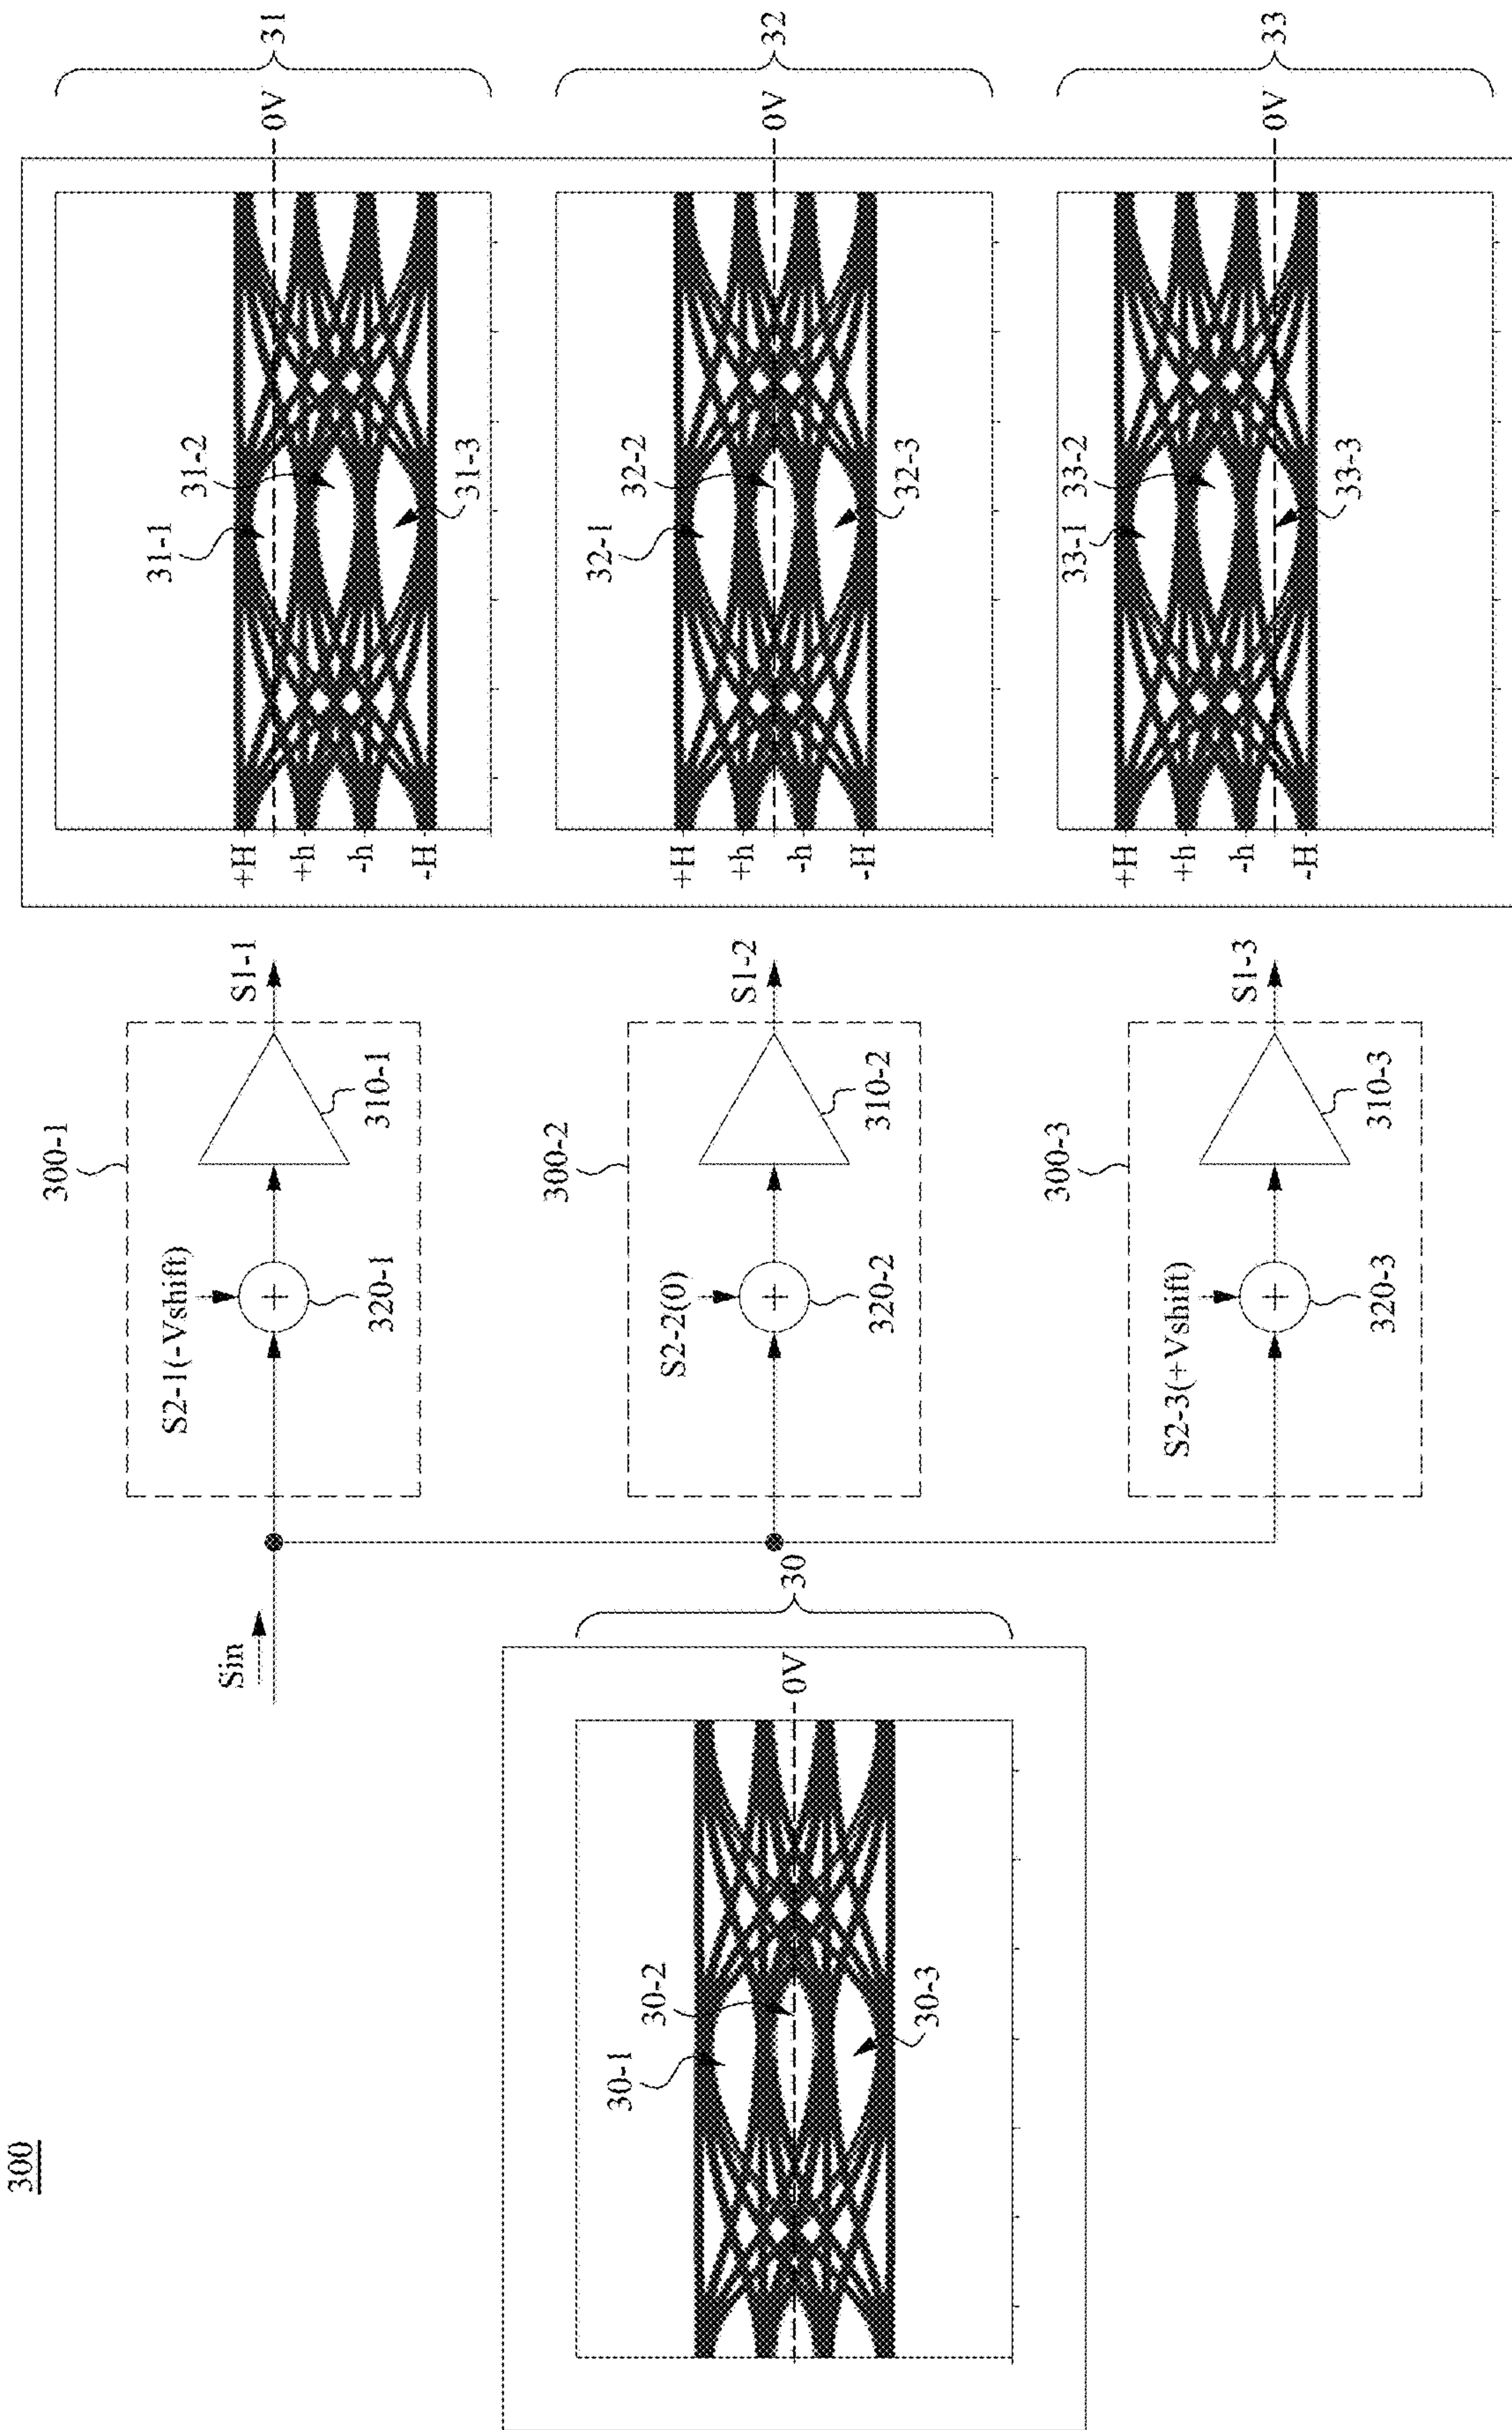 300
Sin
30
0V
30-1
30-2
30-3
300-1
S2-1(-Vshift)
320-1
310-1
S1-1
300-2
S2-2(0)
320-2
310-2
S1-2
300-3
S2-3(+Vshift)
320-3
310-3
S1-3
31
0V
31-1
31-2
31-3
+H
+h
-h
-H
32
0V
32-1
32-2
32-3
+H
+h
-h
-H
33
0V
33-1
33-2
33-3
+H
+h
-h
-H